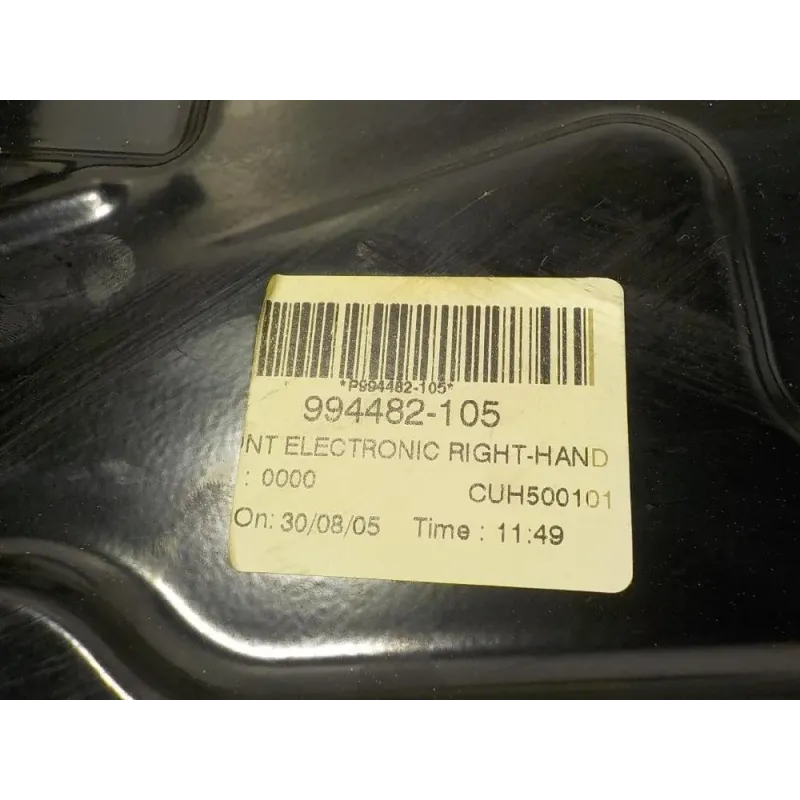 *P994482-105*
994482-105
NT ELECTRONIC RIGHT-HAND
: 0000 CUH500101
On: 30/08/05 Time : 11:49